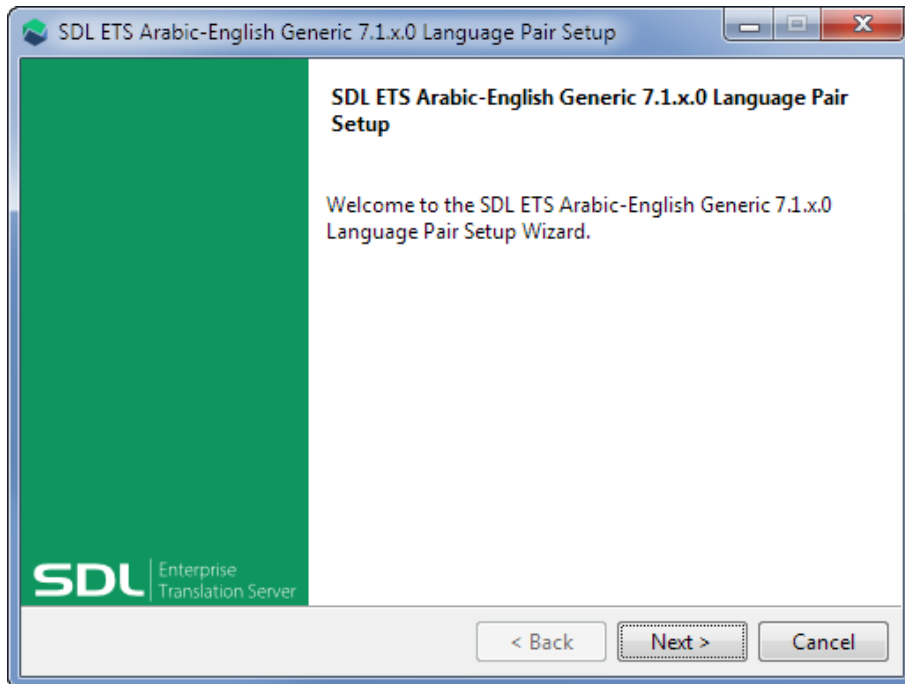 SDL ETS Arabic-English Generic 7.1.x.0 Language Pair Setup
SDL ETS Arabic-English Generic 7.1.x.0 Language Pair
Setup
Welcome to the SDL ETS Arabic-English Generic 7.1.x.0
Language Pair Setup Wizard.
SDL Enterprise
Translation Server
< Back Next > Cancel